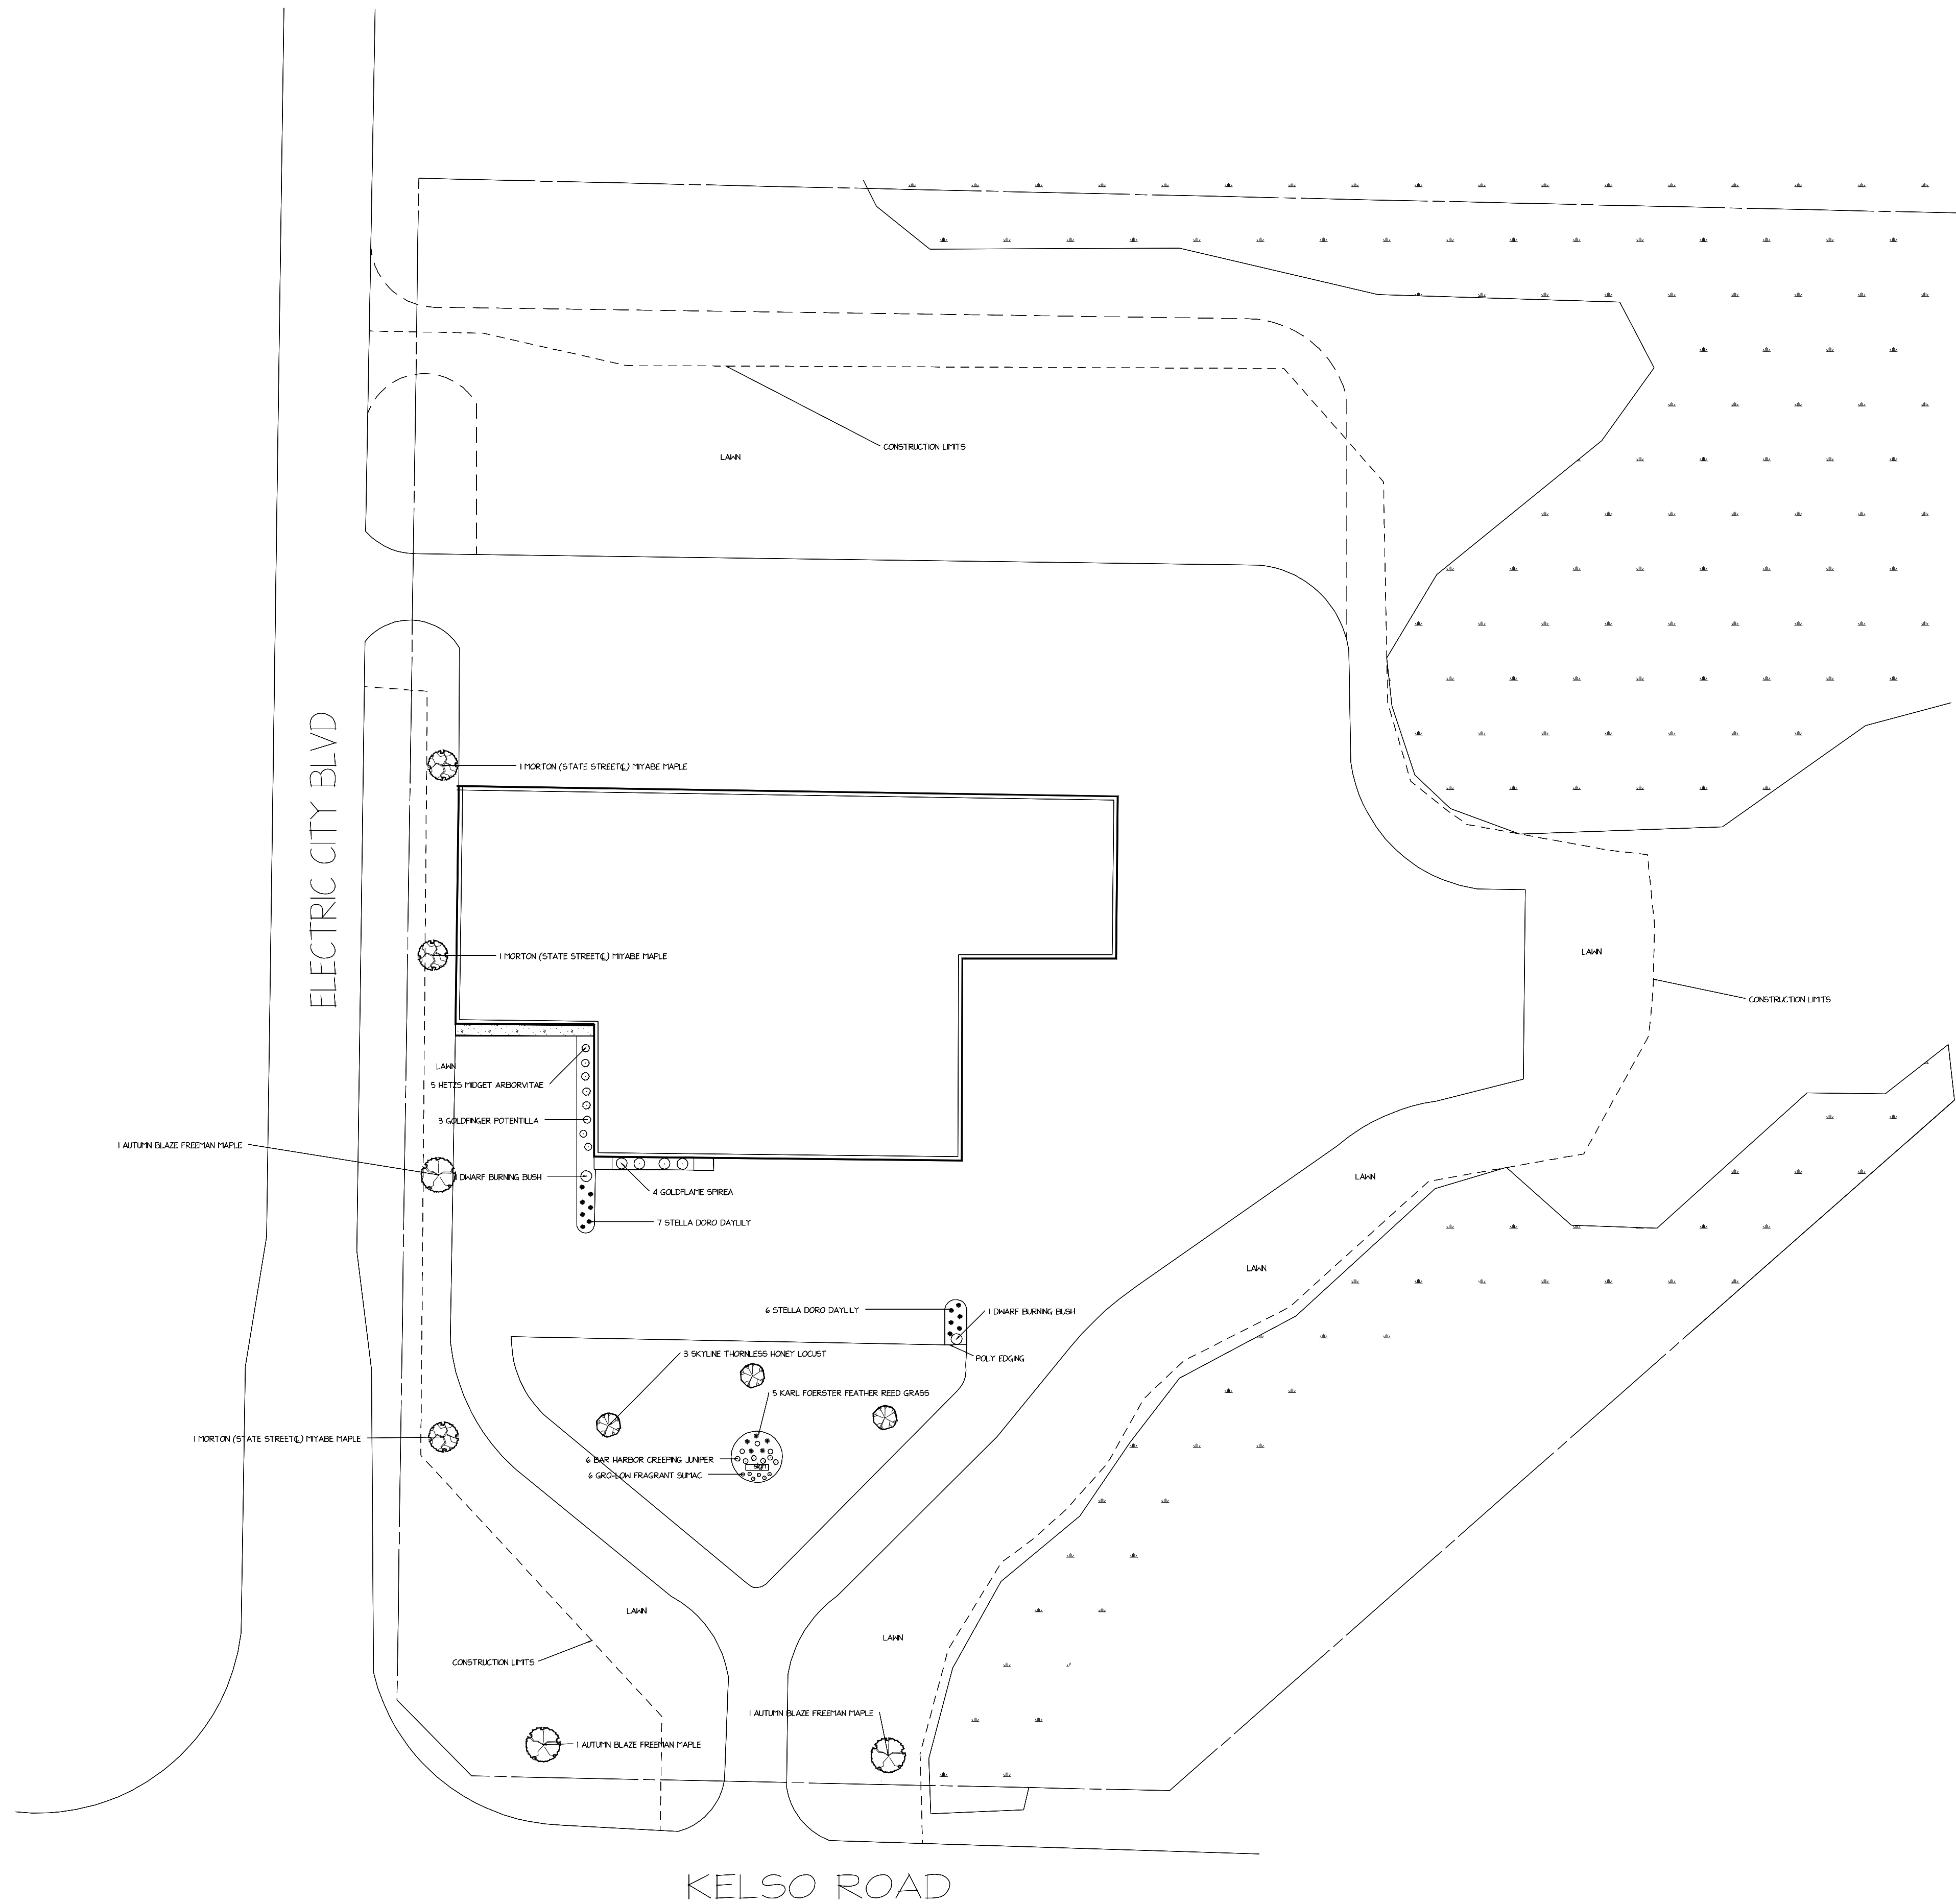 CONSTRUCTION LIMITS
LAWN
ELECTRIC CITY BLVD
1 MORTON (STATE STREET℄) MIYABE MAPLE
1 MORTON (STATE STREET℄) MIYABE MAPLE
LAWN
CONSTRUCTION LIMITS
LAWN
5 HETZS MIDGET ARBORVITAE
3 GOLDFINGER POTENTILLA
1 AUTUMN BLAZE FREEMAN MAPLE
DWARF BURNING BUSH
LAWN
4 GOLDFLAME SPIREA
7 STELLA DORO DAYLILY
LAWN
6 STELLA DORO DAYLILY
1 DWARF BURNING BUSH
3 SKYLINE THORNLESS HONEY LOCUST
POLY EDGING
5 KARL FOERSTER FEATHER REED GRASS
1 MORTON (STATE STREET℄) MIYABE MAPLE
6 BAR HARBOR CREEPING JUNIPER
sign
6 GRO-LOW FRAGRANT SUMAC
LAWN
LAWN
CONSTRUCTION LIMITS
1 AUTUMN BLAZE FREEMAN MAPLE
1 AUTUMN BLAZE FREEMAN MAPLE
KELSO ROAD